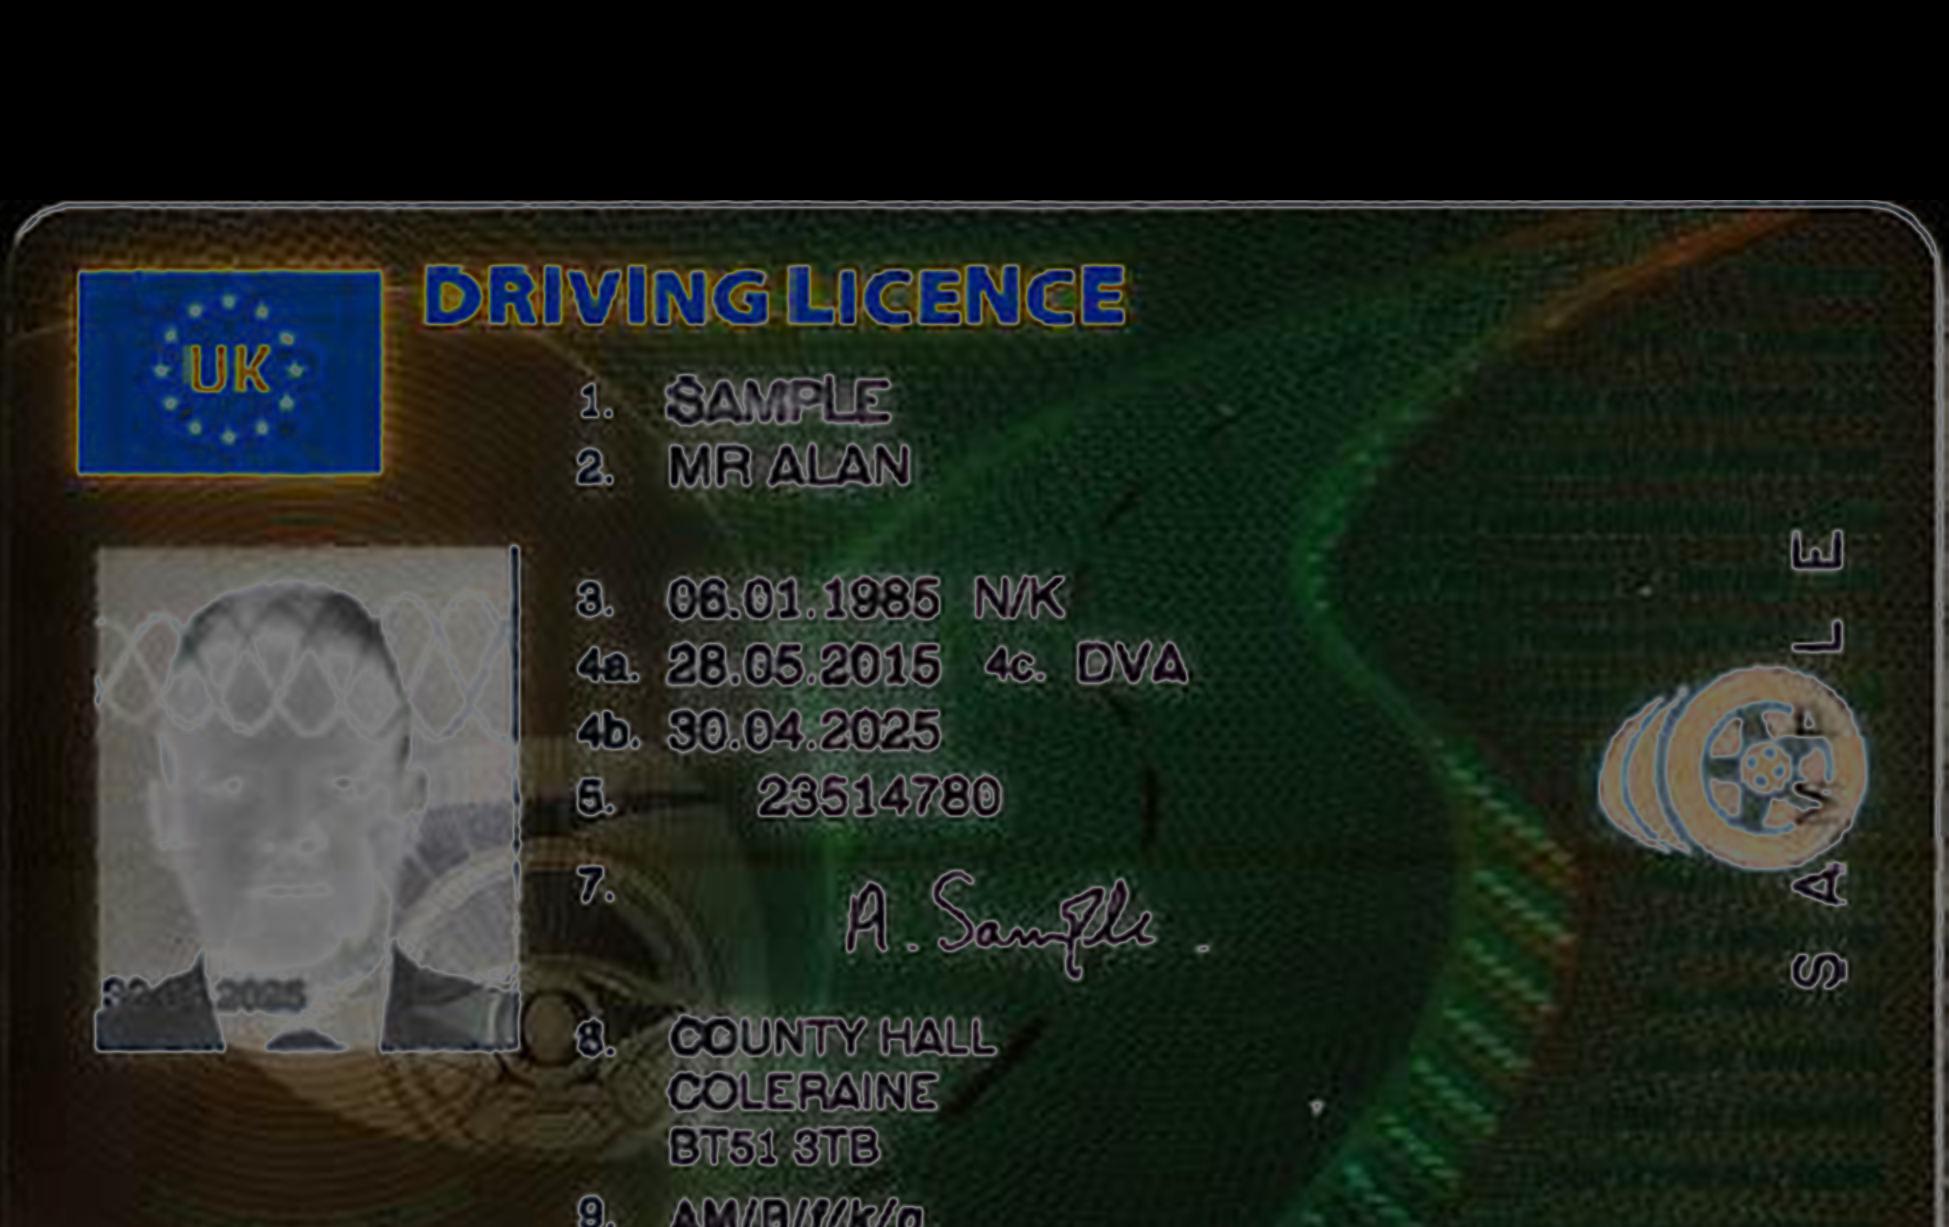 DRIVING LICENCE
UK
1. SAMPLE
2. MR ALAN
3. 06.01.1985 N/K
4a. 28.05.2015 4c. DVA
4b. 30.04.2025
5. 23514780
7. A. Sample.
8. COUNTY HALL
COLERAINE
BT51 3TB
9. AM/B/f/k/q
SAMPLE